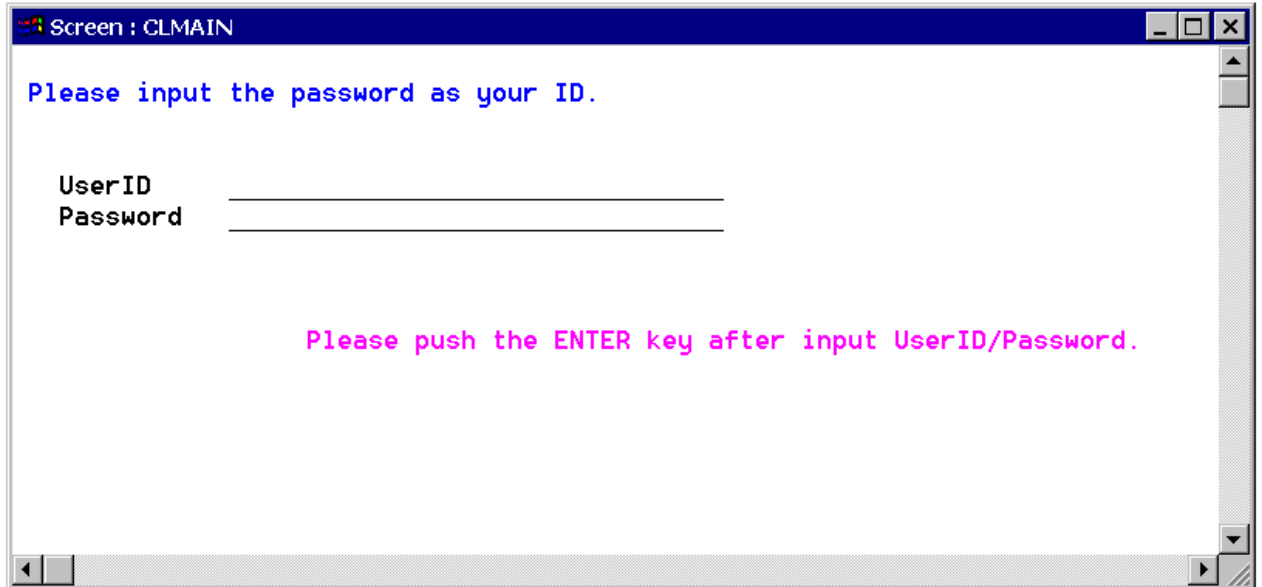 Screen : CLMAIN
Please input the password as your ID.
UserID
Password
Please push the ENTER key after input UserID/Password.